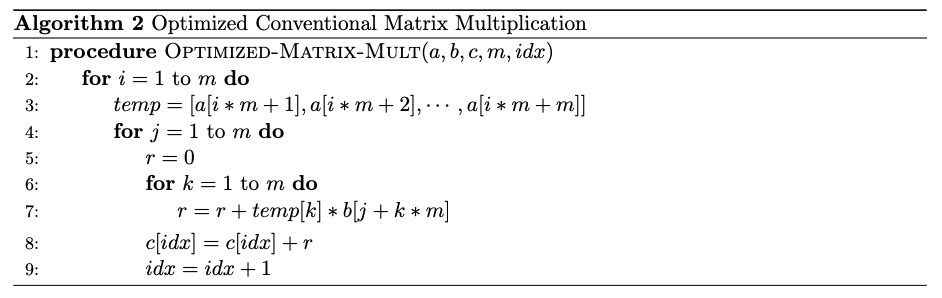 Algorithm 2 Optimized Conventional Matrix Multiplication
1: procedure OPTIMIZED-MATRIX-MULT(a, b, c, m, idx)
2: for i = 1 to m do
3: temp = [a[i ∗ m + 1], a[i ∗ m + 2], · · · , a[i ∗ m + m]]
4: for j = 1 to m do
5: r = 0
6: for k = 1 to m do
7: r = r + temp[k] ∗ b[j + k ∗ m]
8: c[idx] = c[idx] + r
9: idx = idx + 1